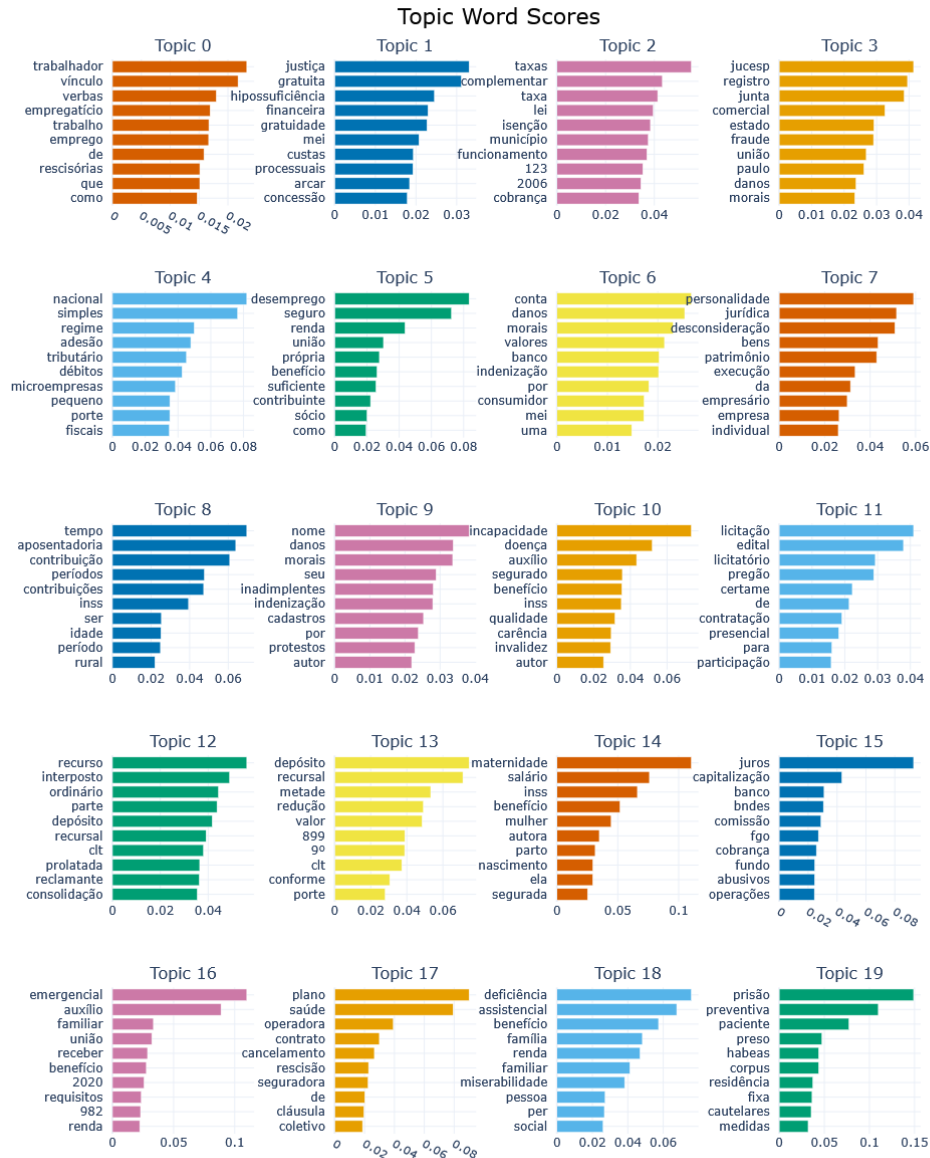 Topic Word Scores
Topic 0
trabalhador
vínculo
verbas
empregatício
trabalho
emprego
de
rescisórias
que
como
0 0.005 0.01 0.015 0.02
Topic 1
justiça
gratuita
hipossuficiência
financeira
gratuidade
mei
custas
processuais
arcar
concessão
0 0.01 0.02 0.03
Topic 2
taxas
complementar
taxa
lei
isenção
município
funcionamento
123
2006
cobrança
0 0.02 0.04
Topic 3
jucesp
registro
junta
comercial
estado
fraude
união
paulo
danos
morais
0 0.01 0.02 0.03 0.04
Topic 4
nacional
simples
regime
adesão
tributário
débitos
microempresas
pequeno
porte
fiscais
0 0.02 0.04 0.06 0.08
Topic 5
desemprego
seguro
renda
união
própria
benefício
suficiente
contribuinte
sócio
como
0 0.02 0.04 0.06 0.08
Topic 6
conta
danos
morais
valores
banco
indenização
por
consumidor
mei
uma
0 0.01 0.02
Topic 7
personalidade
jurídica
desconsideração
bens
patrimônio
execução
da
empresário
empresa
individual
0 0.02 0.04 0.06
Topic 8
tempo
aposentadoria
contribuição
períodos
contribuições
inss
ser
idade
período
rural
0 0.02 0.04 0.06
Topic 9
nome
danos
morais
seu
inadimplentes
indenização
cadastros
por
protestos
autor
0 0.01 0.02 0.03 0.04
Topic 10
incapacidade
doença
auxílio
segurado
benefício
inss
qualidade
carência
invalidez
autor
0 0.02 0.04 0.06
Topic 11
licitação
edital
licitatório
pregão
certame
de
contratação
presencial
para
participação
0 0.01 0.02 0.03 0.04
Topic 12
recurso
interposto
ordinário
parte
depósito
recursal
clt
prolatada
reclamante
consolidação
0 0.02 0.04
Topic 13
depósito
recursal
metade
redução
valor
899
9º
clt
conforme
porte
0 0.02 0.04 0.06
Topic 14
maternidade
salário
inss
benefício
mulher
autora
parto
nascimento
ela
segurada
0 0.05 0.1
Topic 15
juros
capitalização
banco
bndes
comissão
fgo
cobrança
fundo
abusivos
operações
0 0.02 0.04 0.06 0.08
Topic 16
emergencial
auxílio
familiar
união
receber
benefício
2020
requisitos
982
renda
0 0.05 0.1
Topic 17
plano
saúde
operadora
contrato
cancelamento
rescisão
seguradora
de
cláusula
coletivo
0 0.02 0.04 0.06 0.08
Topic 18
deficiência
assistencial
benefício
família
renda
familiar
miserabilidade
pessoa
per
social
0 0.02 0.04 0.06
Topic 19
prisão
preventiva
paciente
preso
habeas
corpus
residência
fixa
cautelares
medidas
0 0.05 0.1 0.15